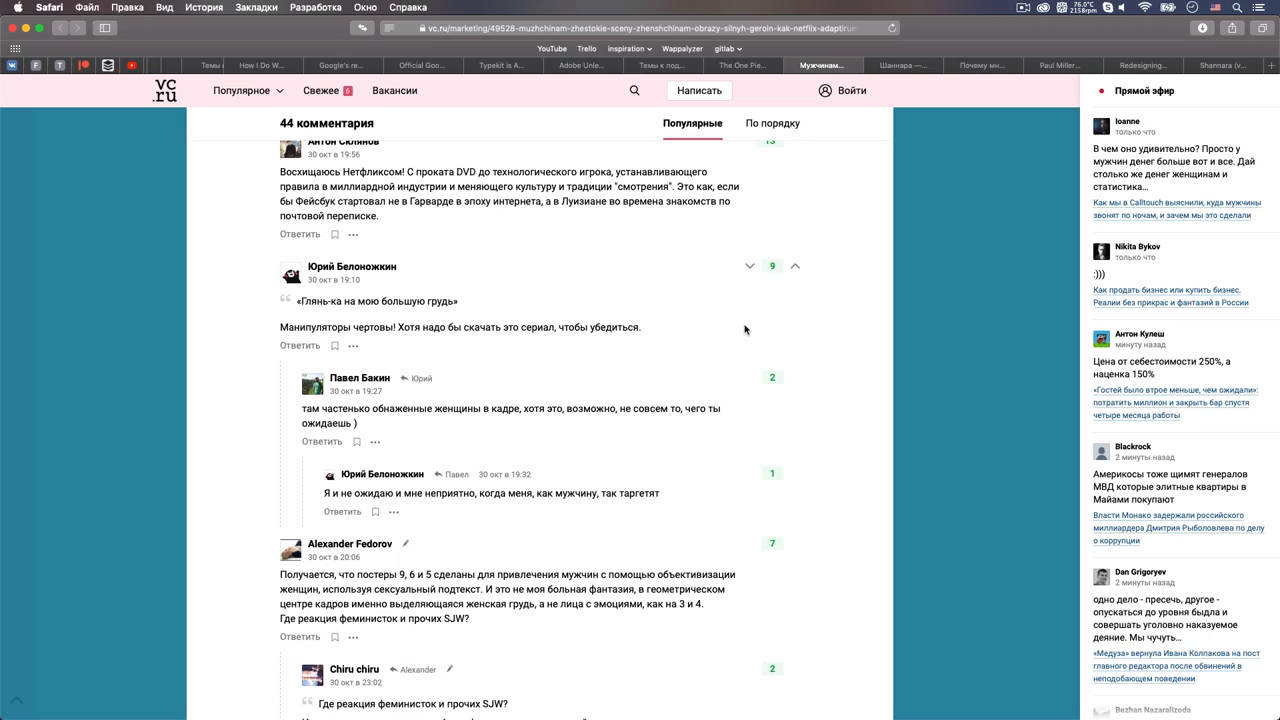 Safari Файл Правка Вид История Закладки Разработка Окно Справка
76.0°C
2158rpm
vc.ru/marketing/49528-muzhchinam-zhestokie-sceny-zhenshchinam-obrazy-silnyh-geroin-kak-netflix-adaptirue
YouTube Trello inspiration Wappalyzer gitlab
Темы How I Do W... Google's re... Official Goo... Typekit is A... Adobe Unle... Темы к под... The One Pie... Мужчинам... Шаннара —... Почему мн... Paul Miller... Redesigning... Shannara (v...
vc
.ru
Популярное Свежее 6 Вакансии Написать Войти
44 комментария
Популярные По порядку
Антон Склянов
30 окт в 19:56
13
Восхищаюсь Нетфликсом! С проката DVD до технологического игрока, устанавливающего
правила в миллиардной индустрии и меняющего культуру и традиции "смотрения". Это как, если
бы Фейсбук стартовал не в Гарварде в эпоху интернета, а в Луизиане во времена знакомств по
почтовой переписке.
Ответить
Юрий Белоножкин
30 окт в 19:10
9
«Глянь-ка на мою большую грудь»
Манипуляторы чертовы! Хотя надо бы скачать это сериал, чтобы убедиться.
Ответить
Павел Бакин Юрий
30 окт в 19:27
2
там частенько обнаженные женщины в кадре, хотя это, возможно, не совсем то, чего ты
ожидаешь )
Ответить
Юрий Белоножкин Павел 30 окт в 19:32
1
Я и не ожидаю и мне неприятно, когда меня, как мужчину, так таргетят
Ответить
Alexander Fedorov
30 окт в 20:06
7
Получается, что постеры 9, 6 и 5 сделаны для привлечения мужчин с помощью объективизации
женщин, используя сексуальный подтекст. И это не моя больная фантазия, в геометрическом
центре кадров именно выделяющаяся женская грудь, а не лица с эмоциями, как на 3 и 4.
Где реакция феминисток и прочих SJW?
Ответить
Chiru chiru Alexander
30 окт в 23:02
2
Где реакция феминисток и прочих SJW?
Прямой эфир
Ioanne
только что
В чем оно удивительно? Просто у
мужчин денег больше вот и все. Дай
столько же денег женщинам и
статистика...
Как мы в Calltouch выяснили, куда мужчины
звонят по ночам, и зачем мы это сделали
Nikita Bykov
только что
:)))
Как продать бизнес или купить бизнес.
Реалии без прикрас и фантазий в России
Антон Кулеш
минуту назад
Цена от себестоимости 250%, а
наценка 150%
«Гостей было втрое меньше, чем ожидали»:
потратить миллион и закрыть бар спустя
четыре месяца работы
Blackrock
2 минуты назад
Америкосы тоже щимят генералов
МВД которые элитные квартиры в
Майами покупают
Власти Монако задержали российского
миллиардера Дмитрия Рыболовлева по делу
о коррупции
Dan Grigoryev
2 минуты назад
одно дело - пресечь, другое -
опускаться до уровня быдла и
совершать уголовно наказуемое
деяние. Мы чучуть...
«Медуза» вернула Ивана Колпакова на пост
главного редактора после обвинений в
неподобающем поведении
Bezhan Nazaralizoda